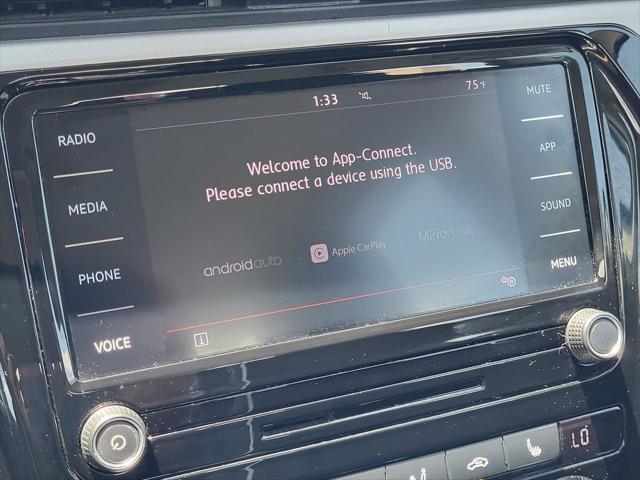 1:33 75°F
RADIO
MEDIA
PHONE
VOICE
Welcome to App-Connect.
Please connect a device using the USB.
androidauto Apple CarPlay MirrorLink
MUTE
APP
SOUND
MENU
LO